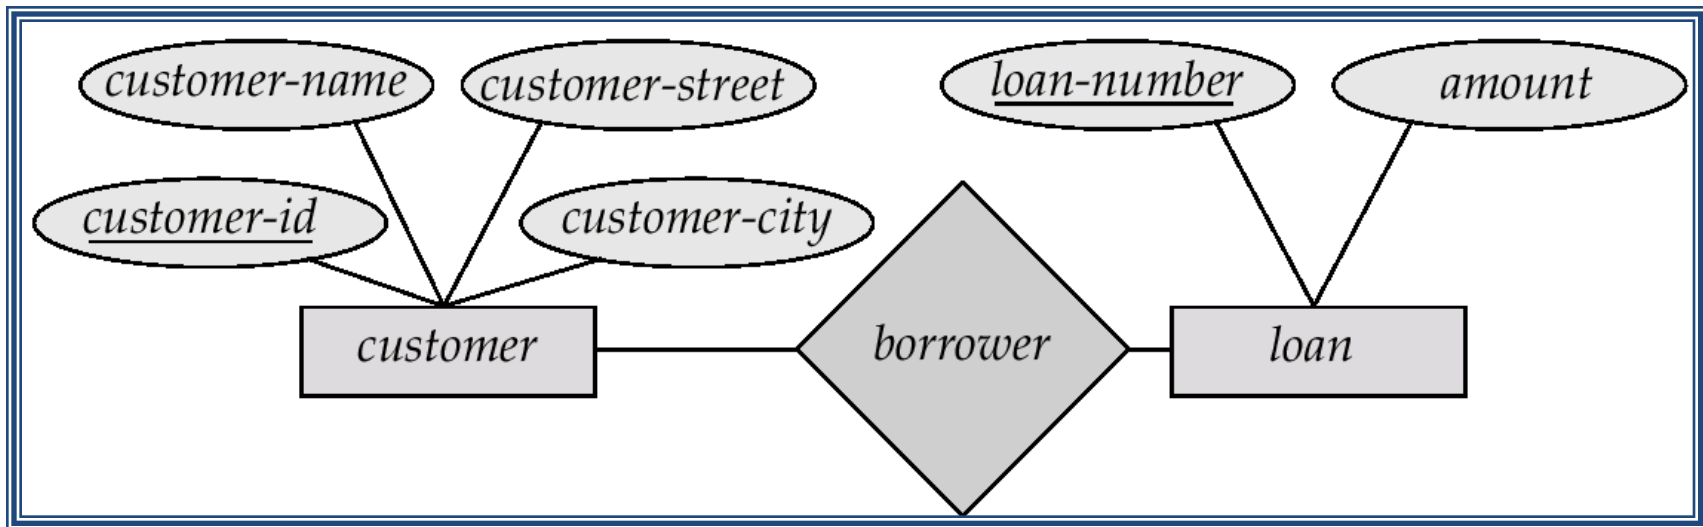 customer-name
customer-street
loan-number
amount
customer-id
customer-city
customer
borrower
loan